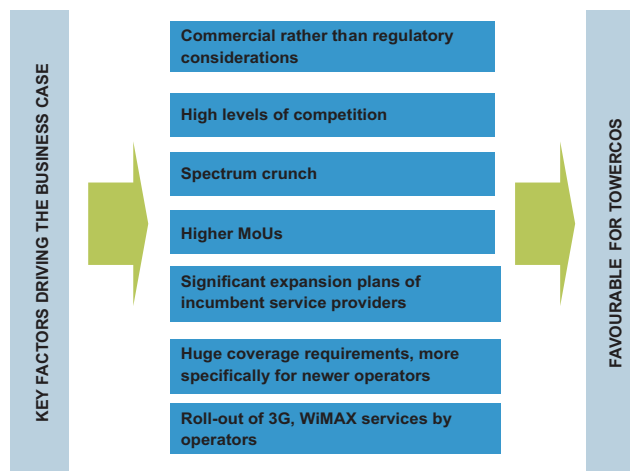 KEY FACTORS DRIVING THE BUSINESS CASE
Commercial rather than regulatory
considerations
High levels of competition
Spectrum crunch
Higher MoUs
Significant expansion plans of
incumbent service providers
Huge coverage requirements, more
specifically for newer operators
Roll-out of 3G, WiMAX services by
operators
FAVOURABLE FOR TOWERCOS